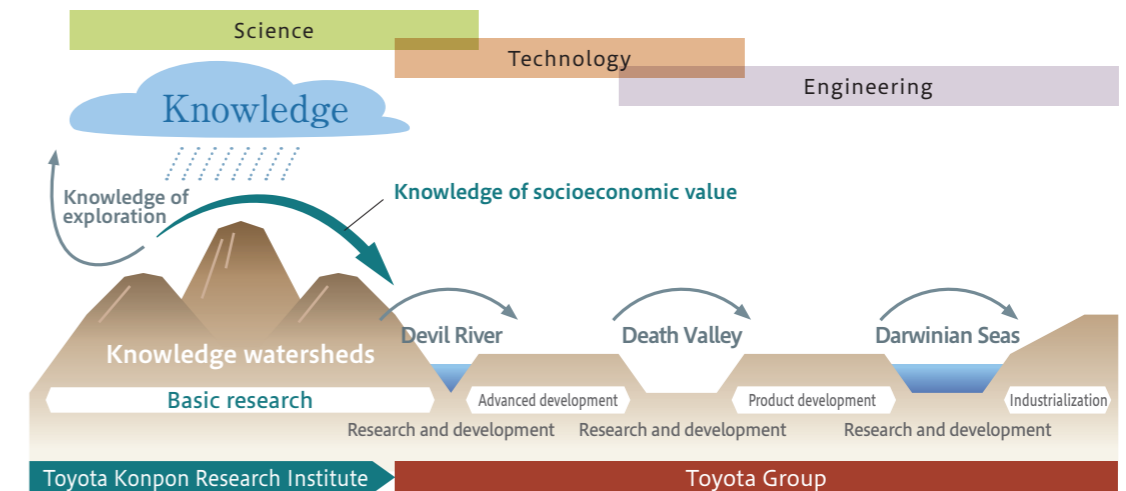 Science
Technology
Engineering
Knowledge
Knowledge of
exploration
Knowledge of socioeconomic value
Devil River
Death Valley
Darwinian Seas
Knowledge watersheds
Basic research
Advanced development
Product development
Industrialization
Research and development
Research and development
Research and development
Toyota Konpon Research Institute
Toyota Group